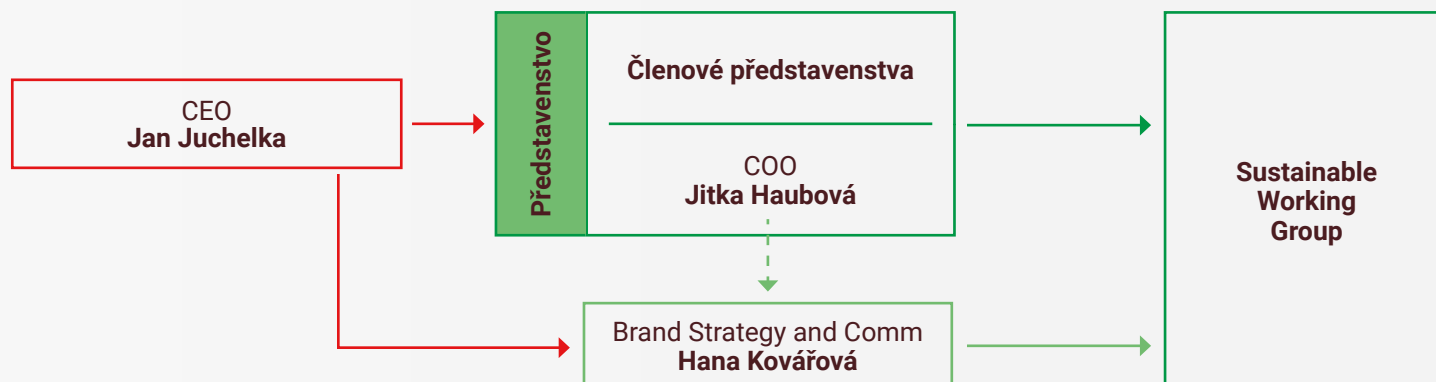 CEO
Jan Juchelka
Představenstvo
Členové představenstva
COO
Jitka Haubová
Brand Strategy and Comm
Hana Kovářová
Sustainable
Working
Group